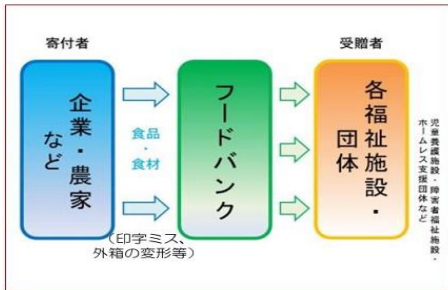 寄付者
受贈者
企業・農家
など
食品
・
食材
フードバンク
各福祉施設・
団体
児童養護施設・障害者福祉施設・
ホームレス支援団体など
(印字ミス、
外箱の変形等)